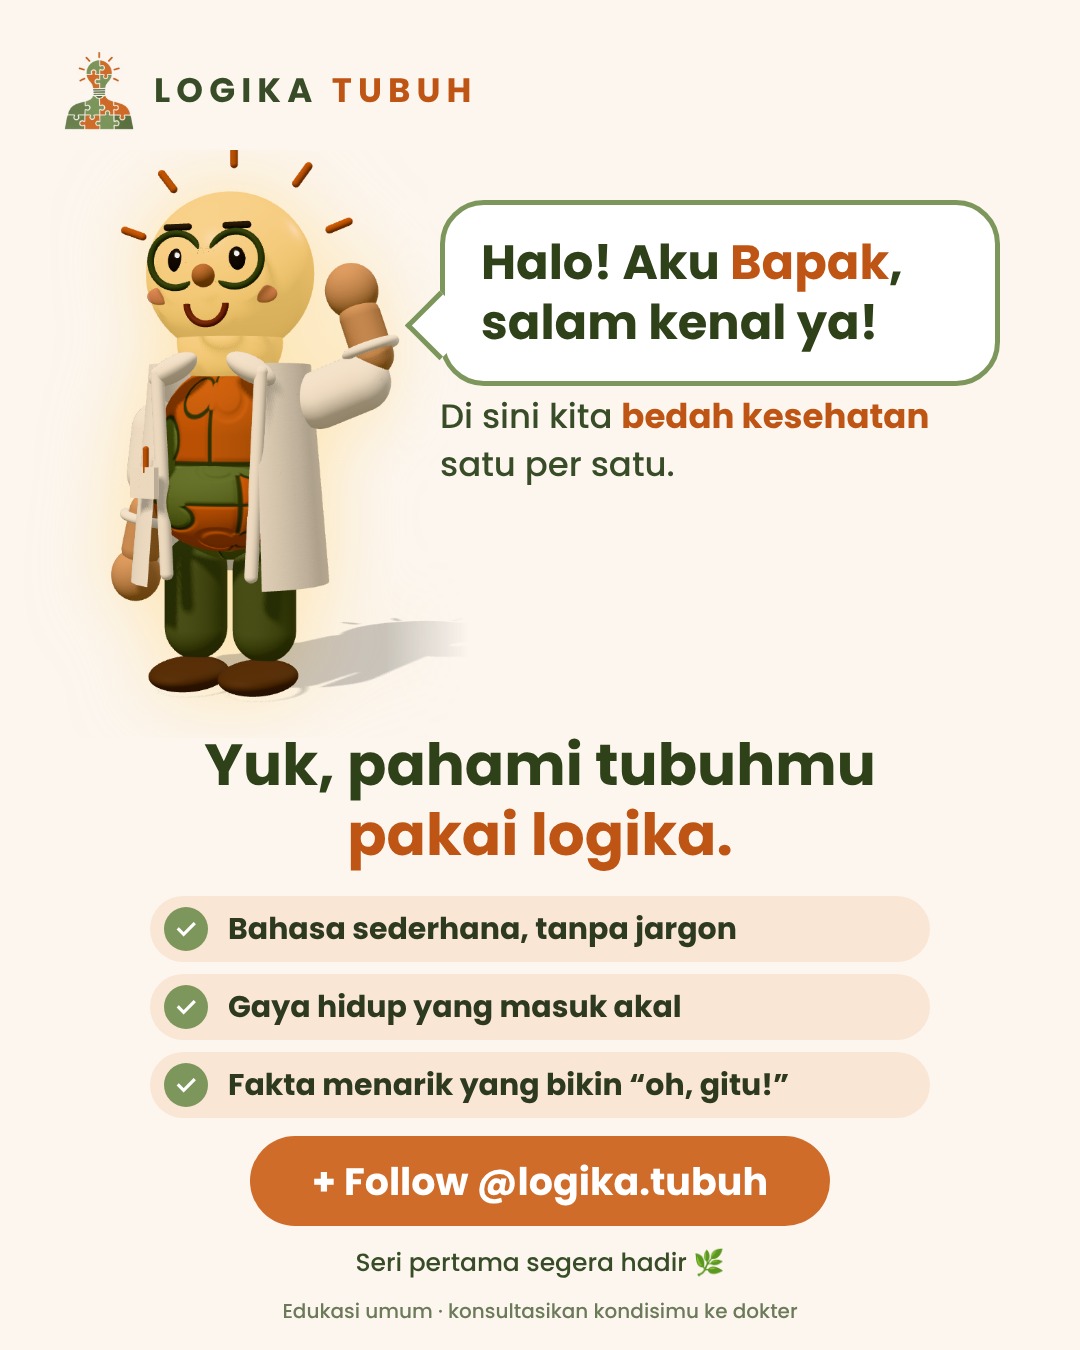 LOGIKA TUBUH
Halo! Aku Bapak,
salam kenal ya!
Di sini kita bedah kesehatan
satu per satu.
Yuk, pahami tubuhmu
pakai logika.
Bahasa sederhana, tanpa jargon
Gaya hidup yang masuk akal
Fakta menarik yang bikin “oh, gitu!”
+ Follow @logika.tubuh
Seri pertama segera hadir 🌿
Edukasi umum · konsultasikan kondisimu ke dokter